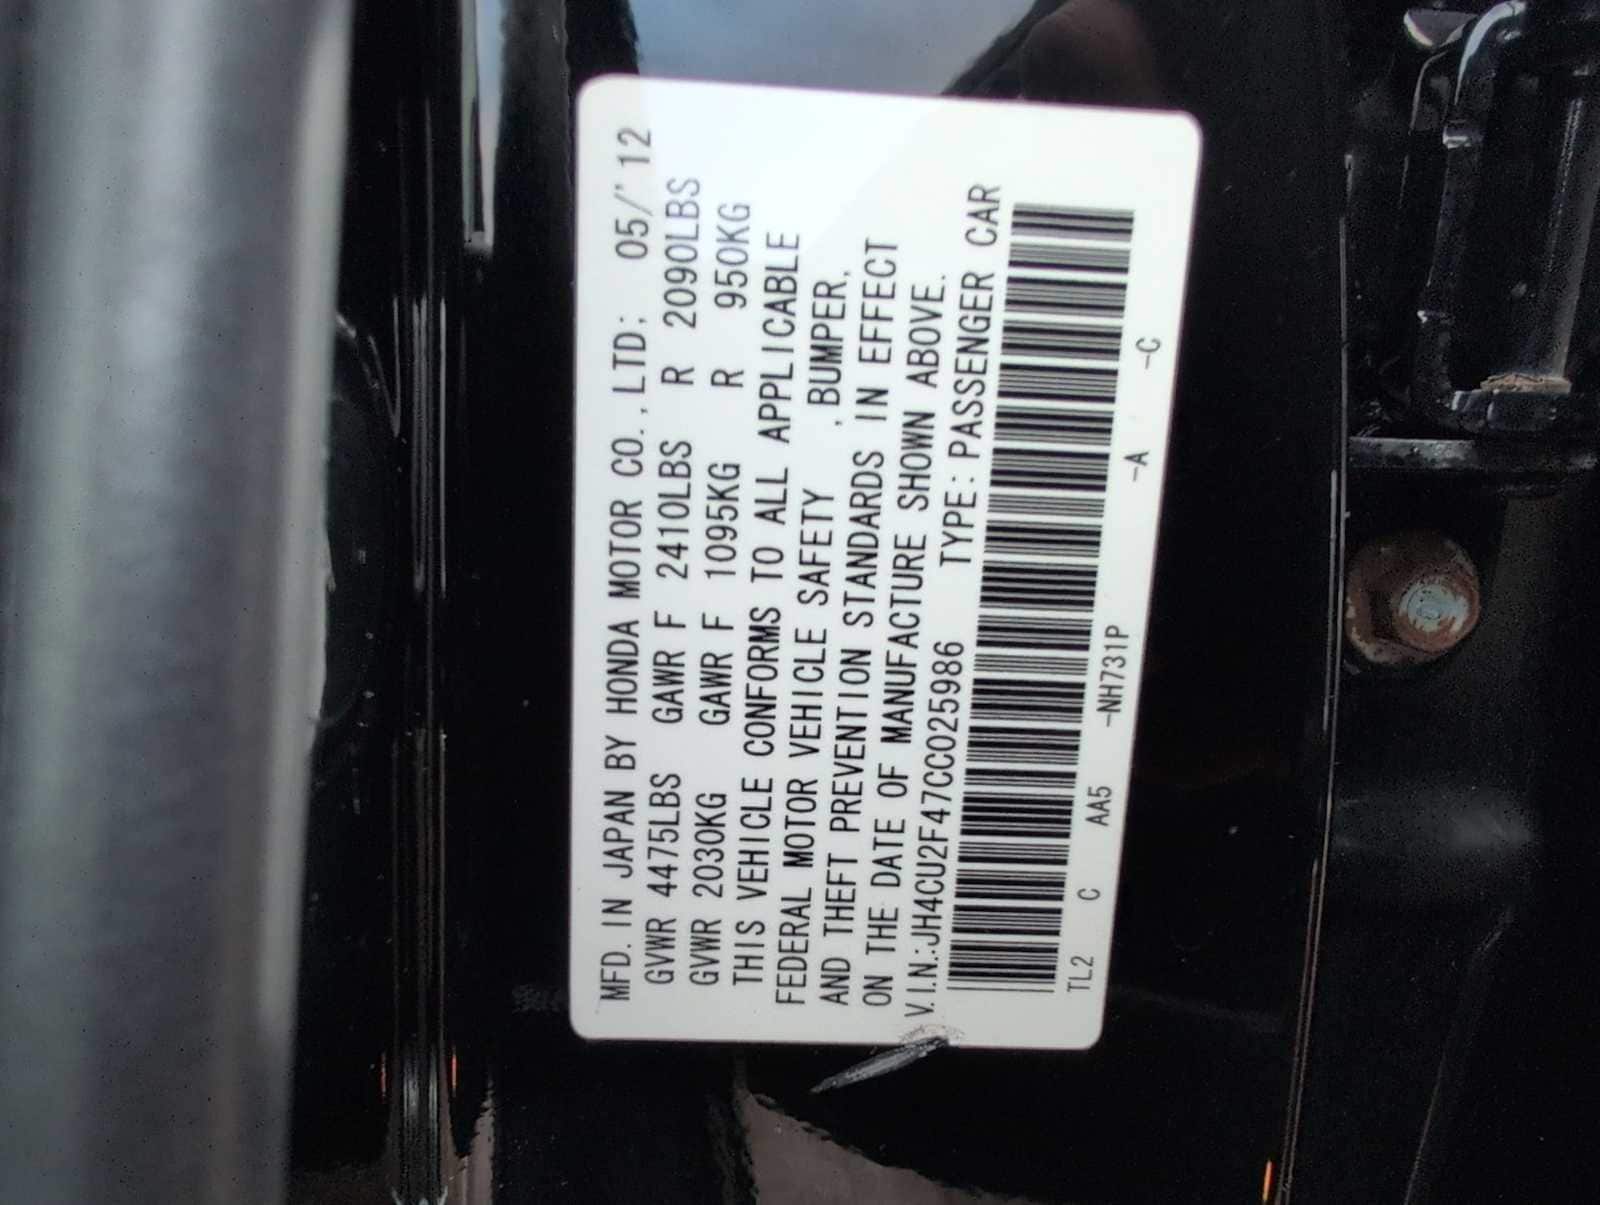 MFD. IN JAPAN BY HONDA MOTOR CO., LTD; 05/'12
GVWR 4475LBS GAWR F 2410LBS R 2090LBS
GVWR 2030KG GAWR F 1095KG R 950KG
THIS VEHICLE CONFORMS TO ALL APPLICABLE
FEDERAL MOTOR VEHICLE SAFETY , BUMPER,
AND THEFT PREVENTION STANDARDS IN EFFECT
ON THE DATE OF MANUFACTURE SHOWN ABOVE.
V.I.N.:JH4CU2F47CC025986 TYPE: PASSENGER CAR
TL2 C AA5 -NH731P -A -C